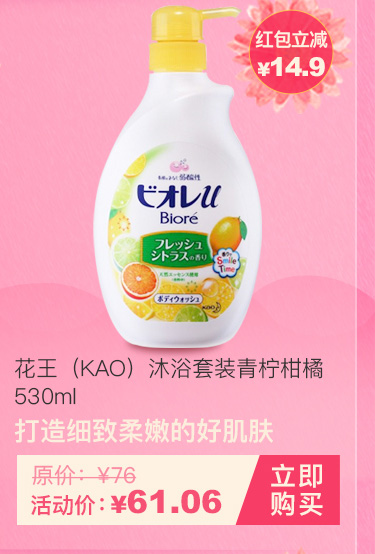 红包立减
¥14.9
弱酸性
ビオレu
Bioré
フレッシュ
シトラスの香り
Smile
Time
ボディウォッシュ
花王（KAO）沐浴套装青柠柑橘
530ml
打造细致柔嫩的好肌肤
原价：¥76
活动价：¥61.06
立即
购买